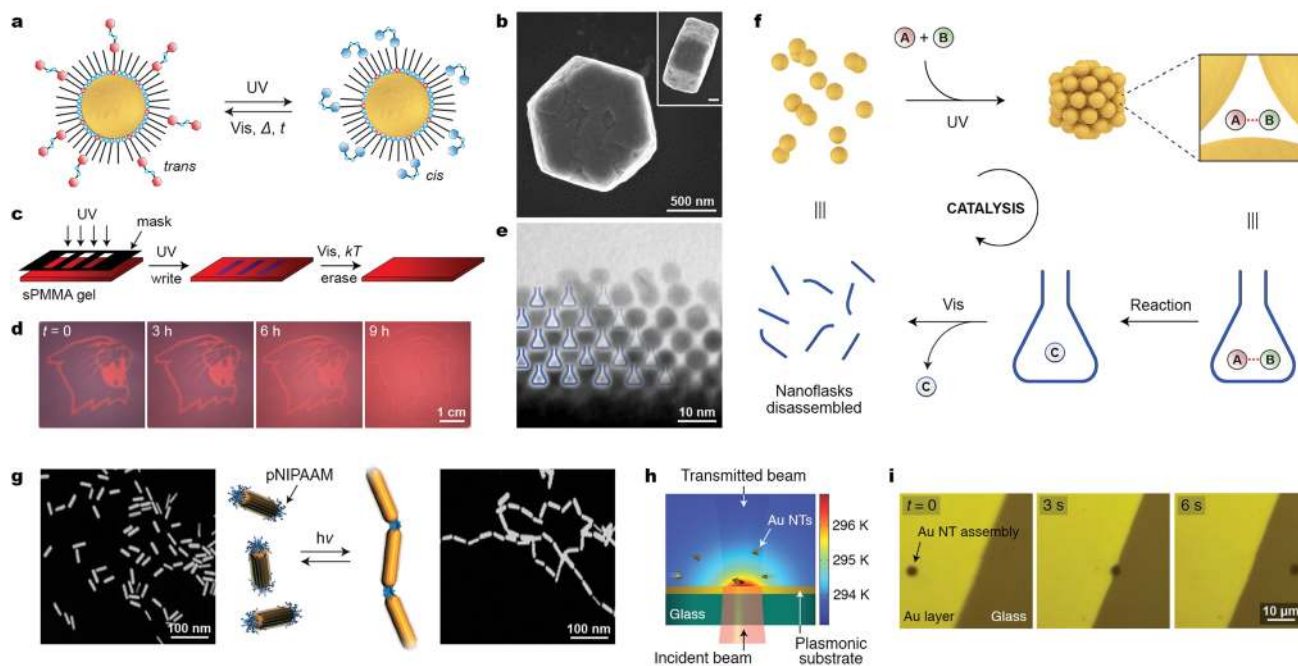 a
UV
Vis, Δ, t
trans
cis
b
500 nm
c
UV
mask
UV
write
Vis, kT
erase
sPMMA gel
d
t = 0
3 h
6 h
9 h
1 cm
e
10 nm
f
A + B
UV
A B
CATALYSIS
Reaction
A B
C
Vis
C
Nanoflasks
disassembled
g
100 nm
pNIPAAM
hν
100 nm
h
Transmitted beam
Au NTs
296 K
295 K
294 K
Glass
Incident beam
Plasmonic
substrate
i
t = 0
Au NT assembly
Au layer
Glass
3 s
6 s
10 µm